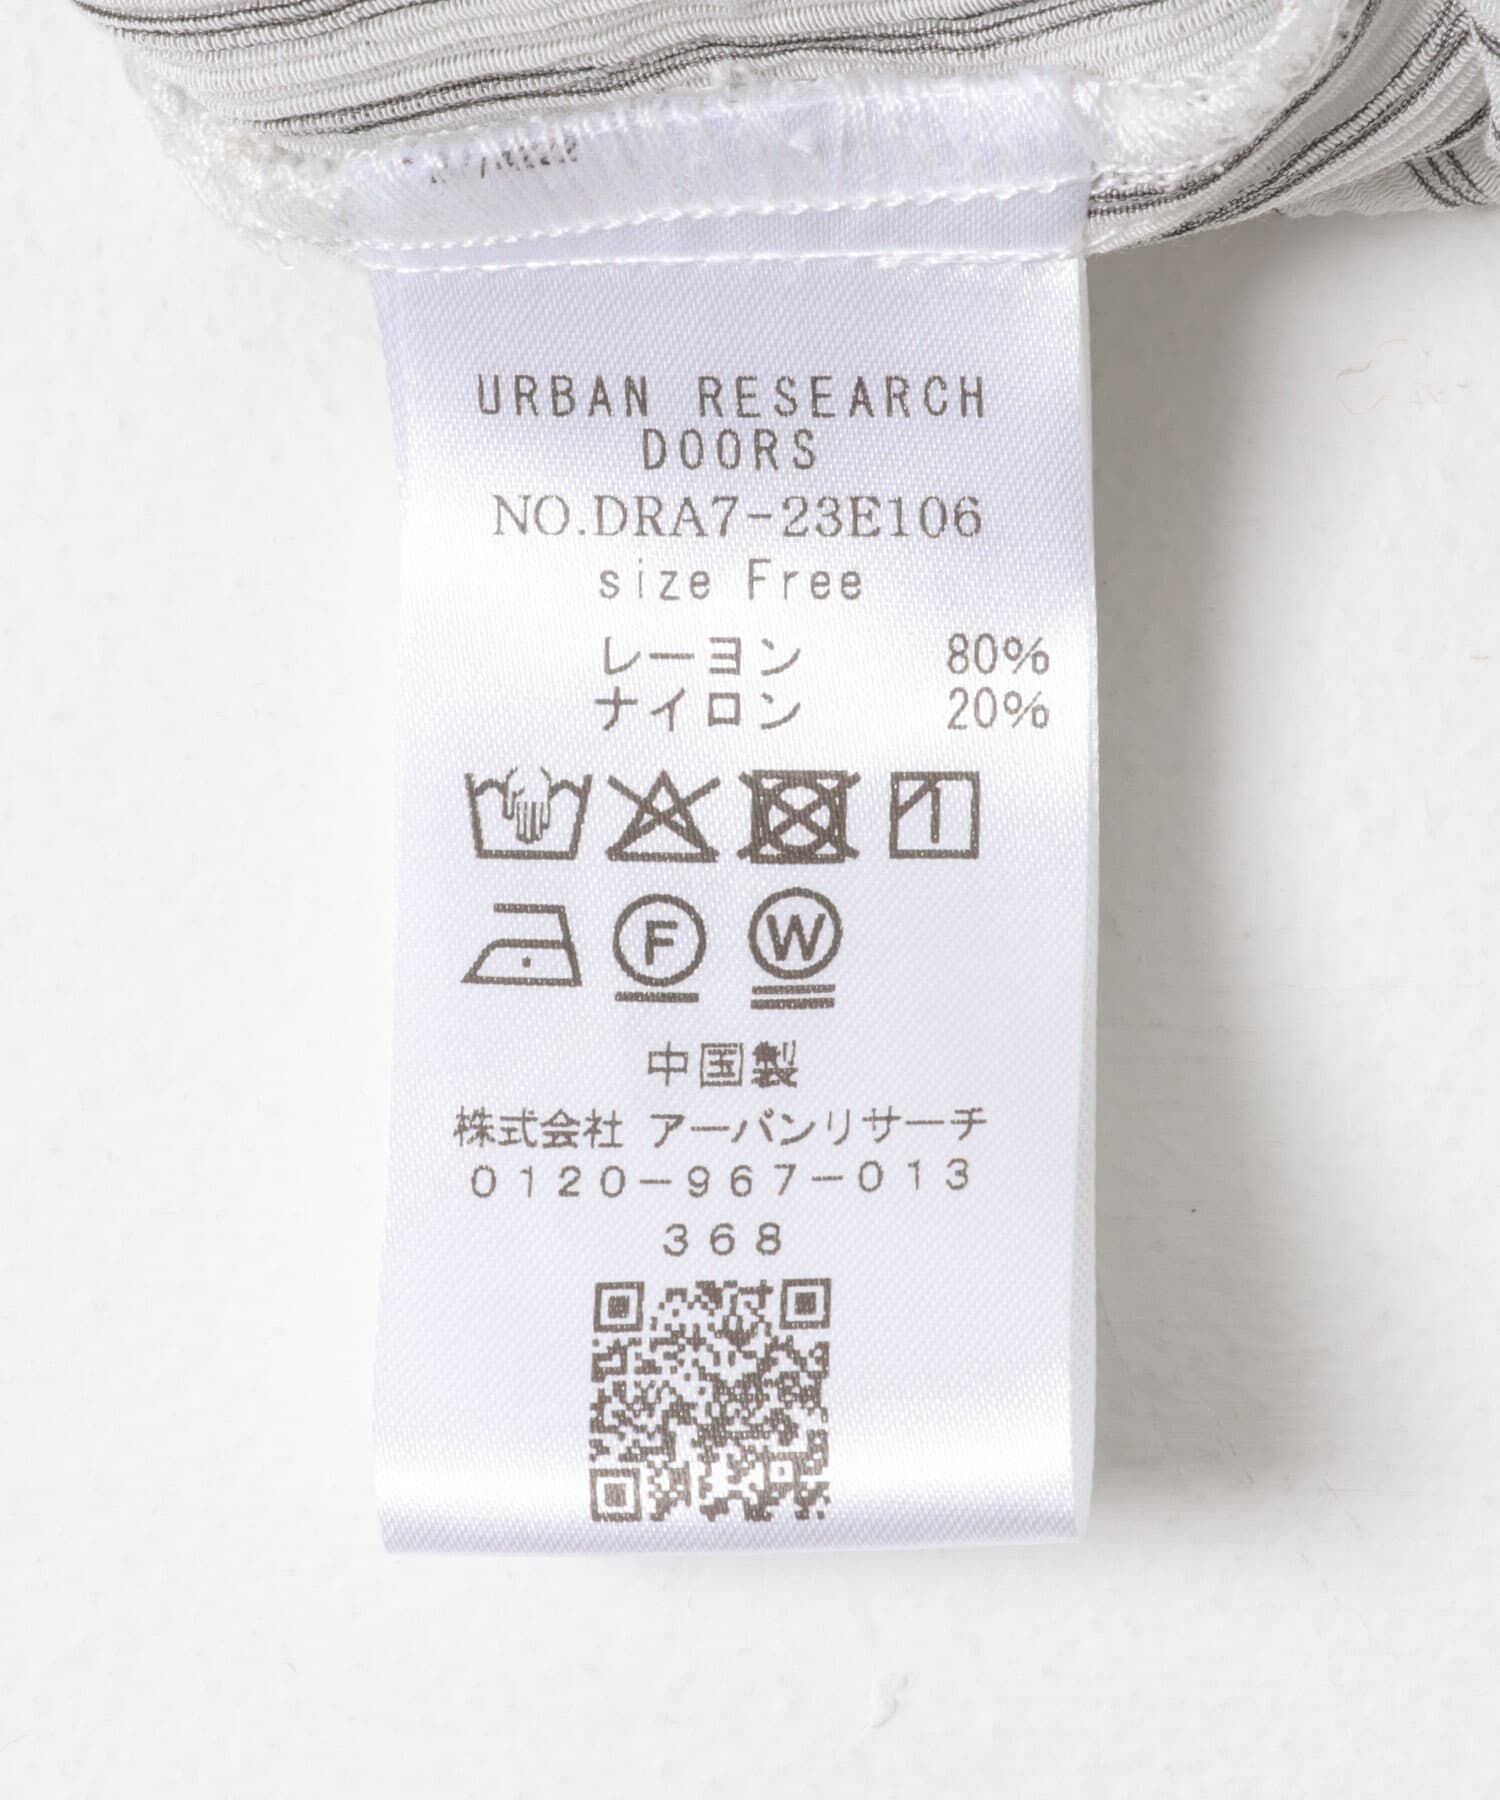 URBAN RESEARCH
DOORS
NO.DRA7-23E106
size Free
レーヨン 80%
ナイロン 20%
F W
中国製
株式会社 アーバンリサーチ
0120-967-013
368